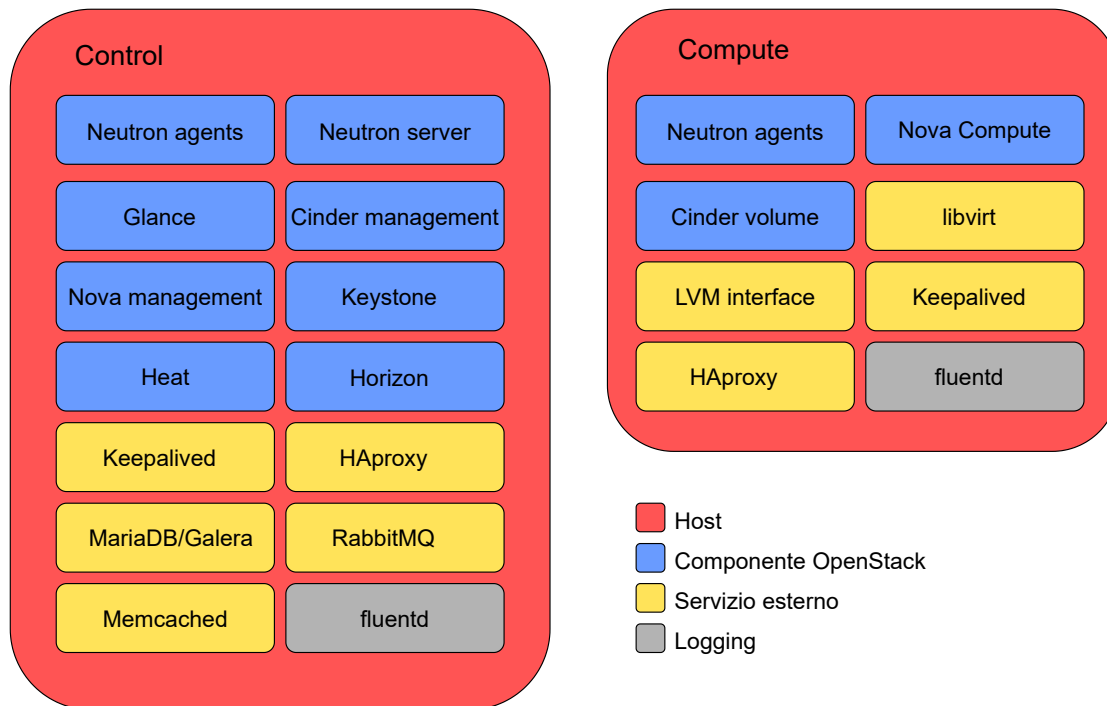 Control
Neutron agents
Neutron server
Glance
Cinder management
Nova management
Keystone
Heat
Horizon
Keepalived
HAproxy
MariaDB/Galera
RabbitMQ
Memcached
fluentd
Compute
Neutron agents
Nova Compute
Cinder volume
libvirt
LVM interface
Keepalived
HAproxy
fluentd
Host
Componente OpenStack
Servizio esterno
Logging